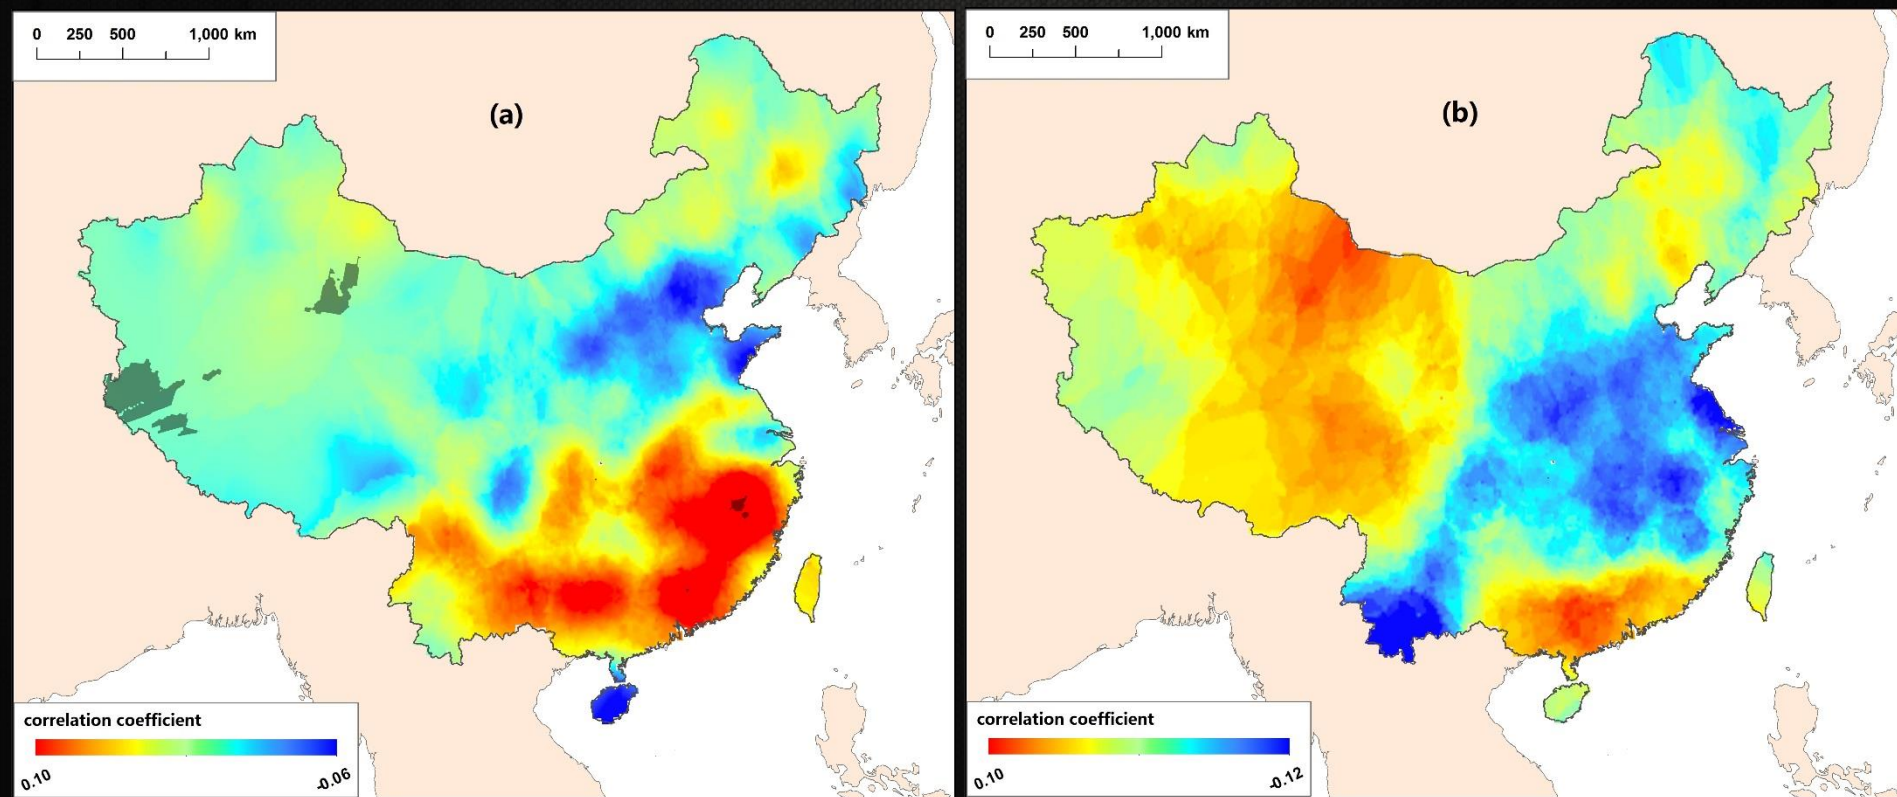 0 250 500 1,000 km
(a)
correlation coefficient
0.10 -0.06
0 250 500 1,000 km
(b)
correlation coefficient
0.10 -0.12